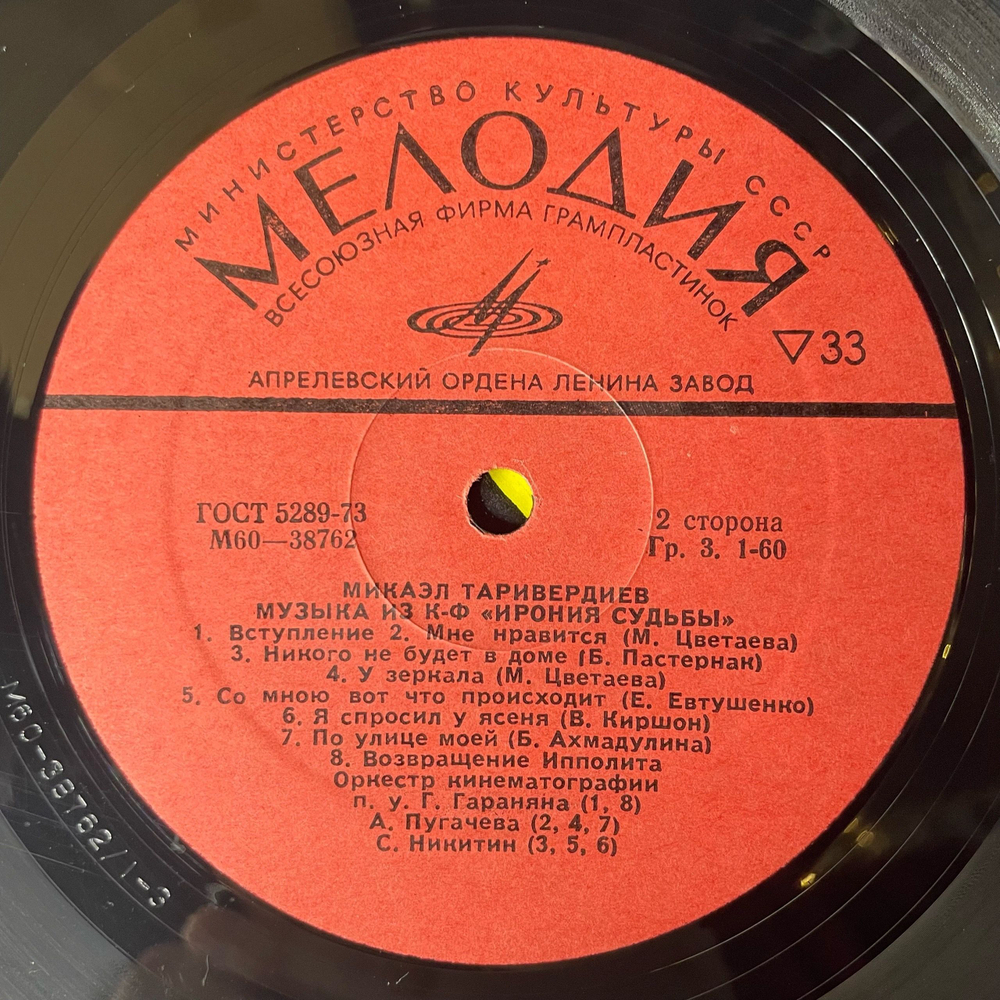 МИНИСТЕРСТВО КУЛЬТУРЫ СССР
МЕЛОДИЯ
ВСЕСОЮЗНАЯ ФИРМА ГРАМПЛАСТИНОК
33
АПРЕЛЕВСКИЙ ОРДЕНА ЛЕНИНА ЗАВОД
ГОСТ 5289-73
М60—38762
2 сторона
Гр. 3. 1-60
МИКАЭЛ ТАРИВЕРДИЕВ
МУЗЫКА ИЗ К-Ф «ИРОНИЯ СУДЬБЫ»
1. Вступление 2. Мне нравится (М. Цветаева)
3. Никого не будет в доме (Б. Пастернак)
4. У зеркала (М. Цветаева)
5. Со мною вот что происходит (Е. Евтушенко)
6. Я спросил у ясеня (В. Киршон)
7. По улице моей (Б. Ахмадулина)
8. Возвращение Ипполита
Оркестр кинематографии
п. у. Г. Гараняна (1, 8)
А. Пугачева (2, 4, 7)
С. Никитин (3, 5, 6)
М60-38762/1-3